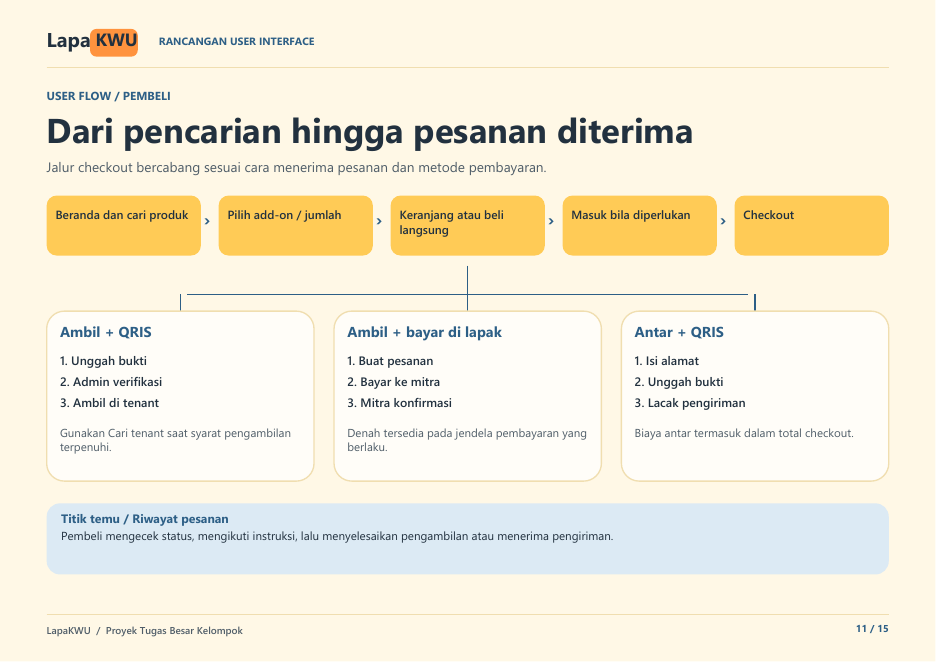 LapaKWU
RANCANGAN USER INTERFACE
USER FLOW / PEMBELI
Dari pencarian hingga pesanan diterima
Jalur checkout bercabang sesuai cara menerima pesanan dan metode pembayaran.
Beranda dan cari produk
›
Pilih add-on / jumlah
›
Keranjang atau beli
langsung
›
Masuk bila diperlukan
›
Checkout
Ambil + QRIS
1. Unggah bukti
2. Admin verifikasi
3. Ambil di tenant
Gunakan Cari tenant saat syarat pengambilan
terpenuhi.
Ambil + bayar di lapak
1. Buat pesanan
2. Bayar ke mitra
3. Mitra konfirmasi
Denah tersedia pada jendela pembayaran yang
berlaku.
Antar + QRIS
1. Isi alamat
2. Unggah bukti
3. Lacak pengiriman
Biaya antar termasuk dalam total checkout.
Titik temu / Riwayat pesanan
Pembeli mengecek status, mengikuti instruksi, lalu menyelesaikan pengambilan atau menerima pengiriman.
LapaKWU / Proyek Tugas Besar Kelompok
11 / 15